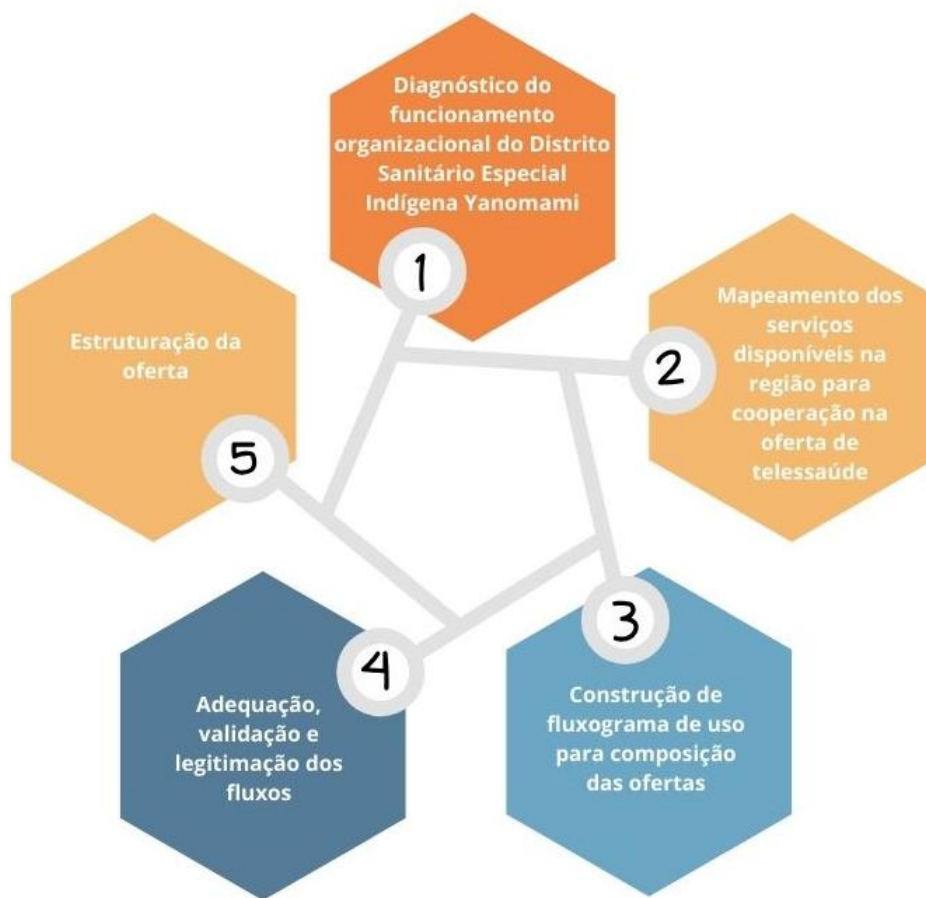 Diagnóstico do
funcionamento
organizacional do Distrito
Sanitário Especial
Indígena Yanomami
1
Mapeamento dos
serviços
disponíveis na
região para
cooperação na
oferta de
telessaúde
2
3
Construção de
fluxograma de uso
para composição
das ofertas
4
Adequação,
validação e
legitimação dos
fluxos
Estruturação da
oferta
5